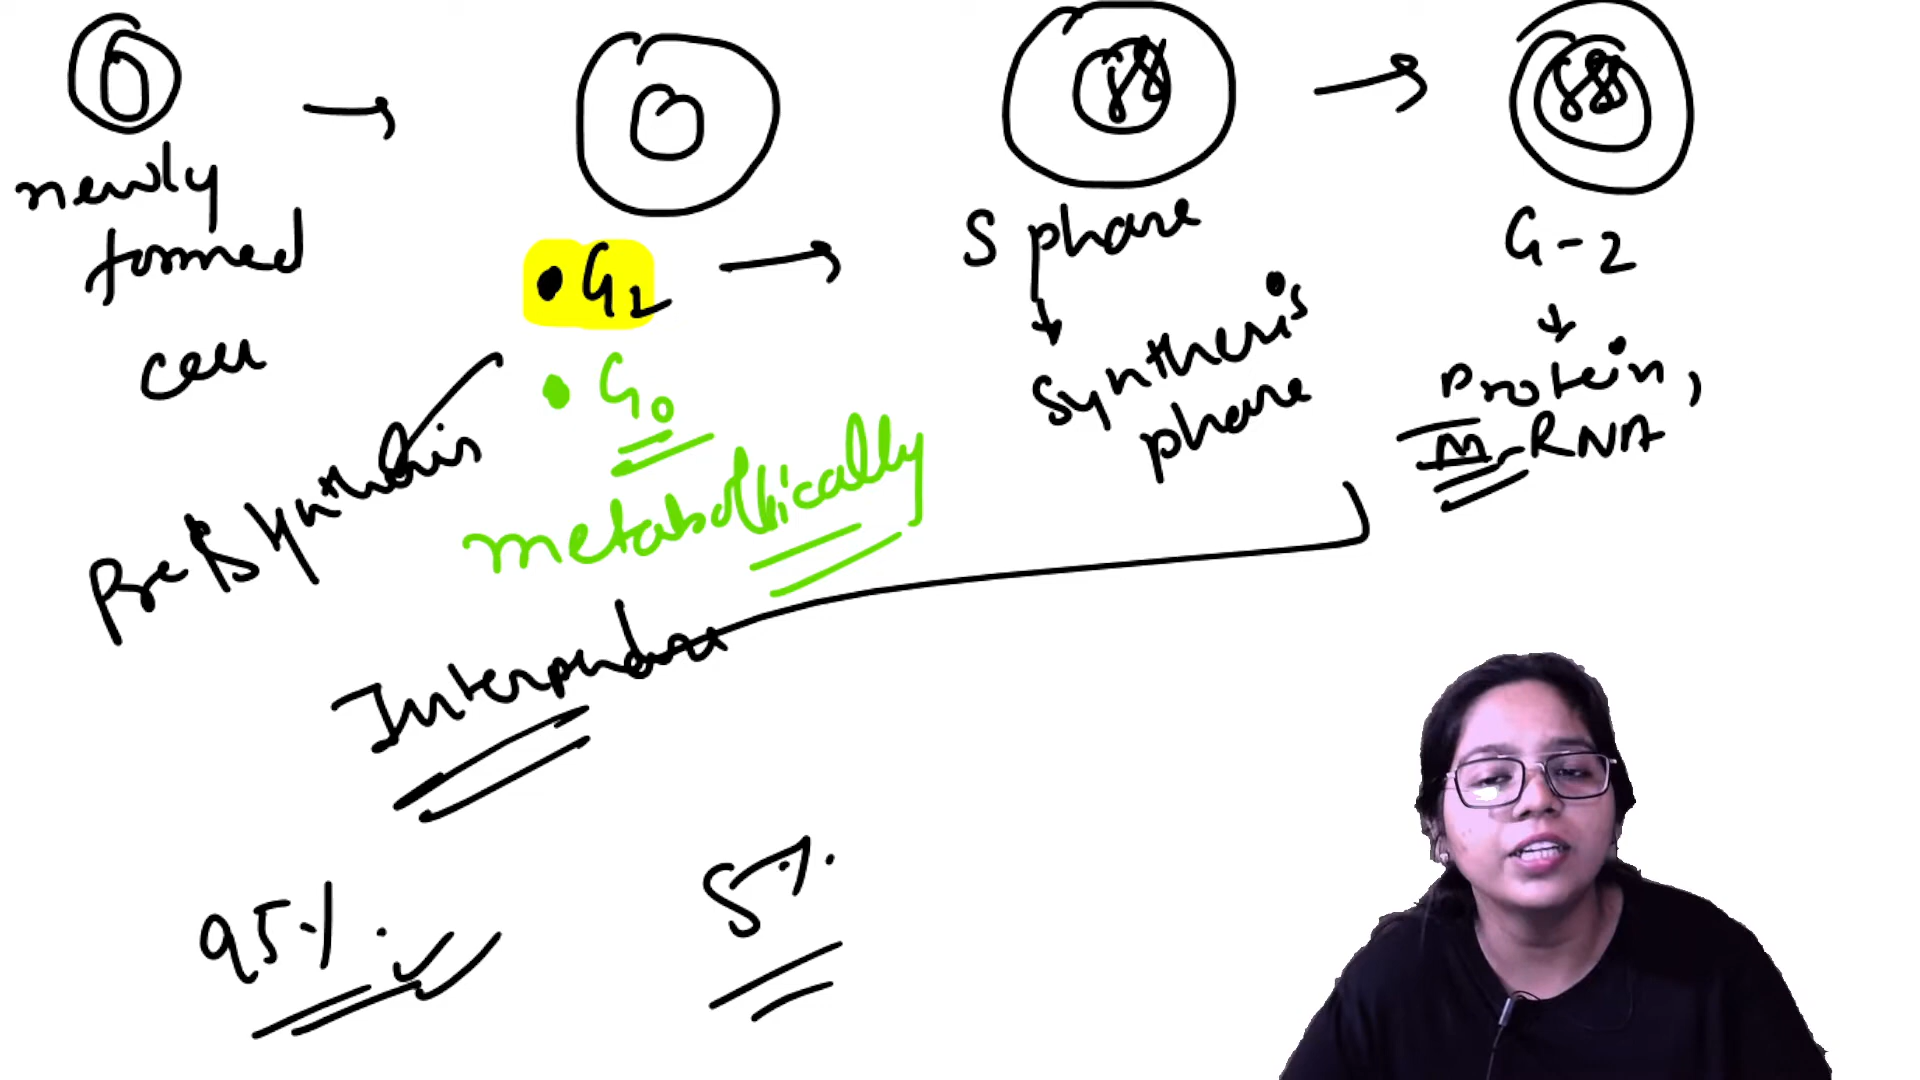 newly
formed
cell
• G1
• G0
metabolically
Pre synthesis
S phase
synthesis
phase
G-2
Protein,
m-RNA
Interphase
95%.
5%.